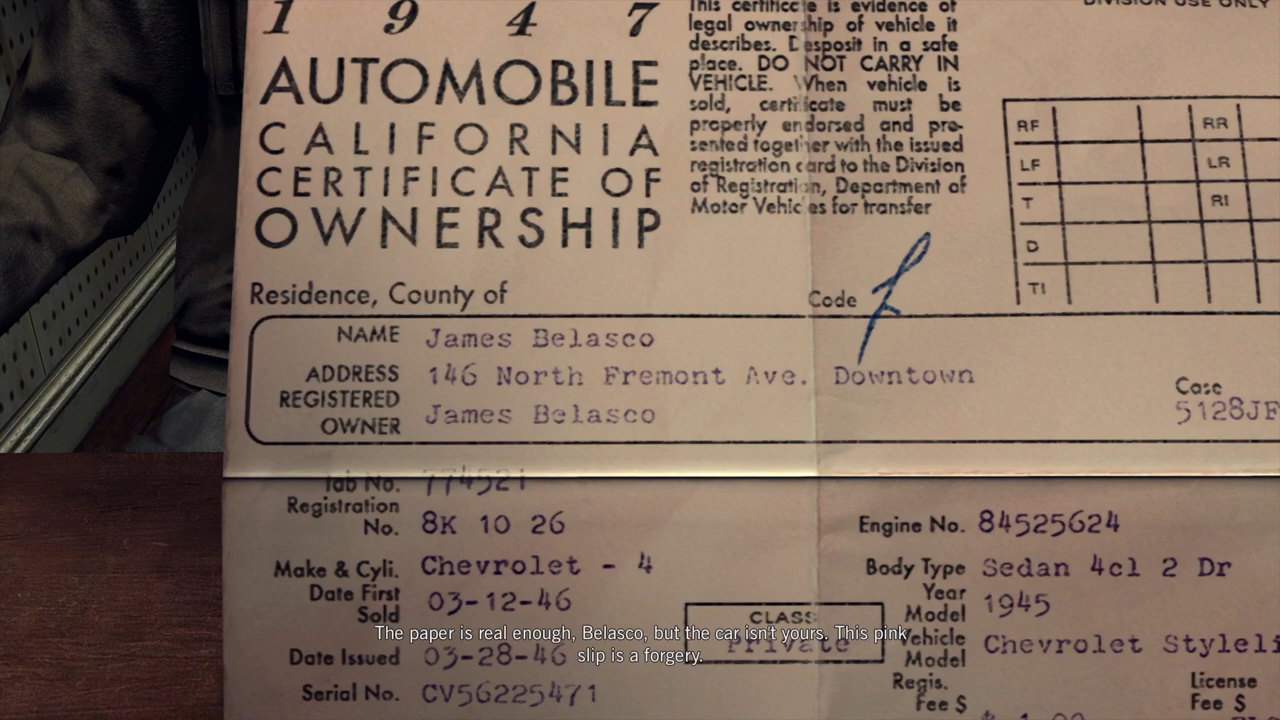 1 9 4 7
AUTOMOBILE
CALIFORNIA
CERTIFICATE OF
OWNERSHIP
This certificate is evidence of
legal ownership of vehicle it
describes. Desposit in a safe
place. DO NOT CARRY IN
VEHICLE. When vehicle is
sold, certificate must be
properly endorsed and pre-
sented together with the issued
registration card to the Division
of Registration, Department of
Motor Vehicles for transfer
DIVISION USE ONLY
RF RR
LF LR
T RI
D
TI
Residence, County of
Code
NAME James Belasco
ADDRESS 146 North Fremont Ave. Downtown
REGISTERED
OWNER James Belasco
Case
5128JF
Tab No. 774521
Registration
No. 8K 10 26
Make & Cyli. Chevrolet - 4
Date First
Sold 03-12-46
Date Issued 03-28-46
Serial No. CV56225471
CLASS
Private
Engine No. 84525624
Body Type Sedan 4cl 2 Dr
Year
Model 1945
Vehicle
Model Chevrolet Styleli
Regis.
Fee $
License
Fee $
The paper is real enough, Belasco, but the car isn't yours. This pink
slip is a forgery.